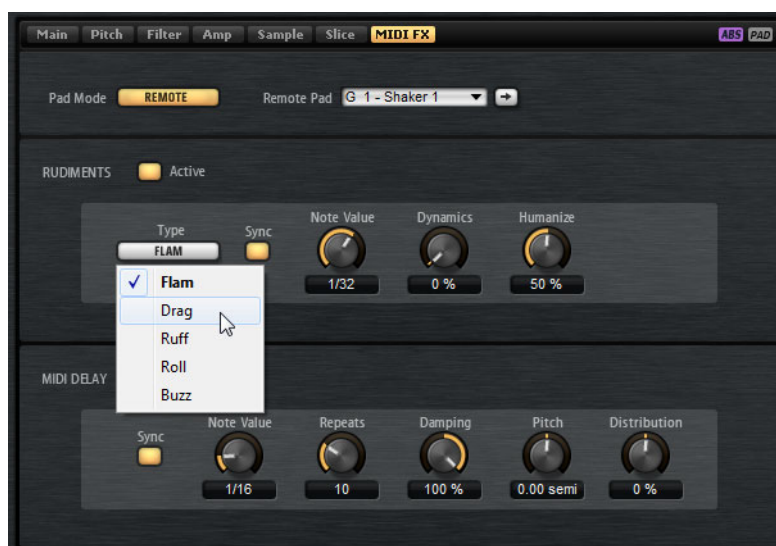 Main Pitch Filter Amp Sample Slice MIDI FX ABS PAD
Pad Mode REMOTE Remote Pad G 1 - Shaker 1
RUDIMENTS Active
Type Sync Note Value Dynamics Humanize
FLAM
1/32 0 % 50 %
Flam
Drag
Ruff
Roll
Buzz
MIDI DELAY
Sync Note Value Repeats Damping Pitch Distribution
1/16 10 100 % 0.00 semi 0 %